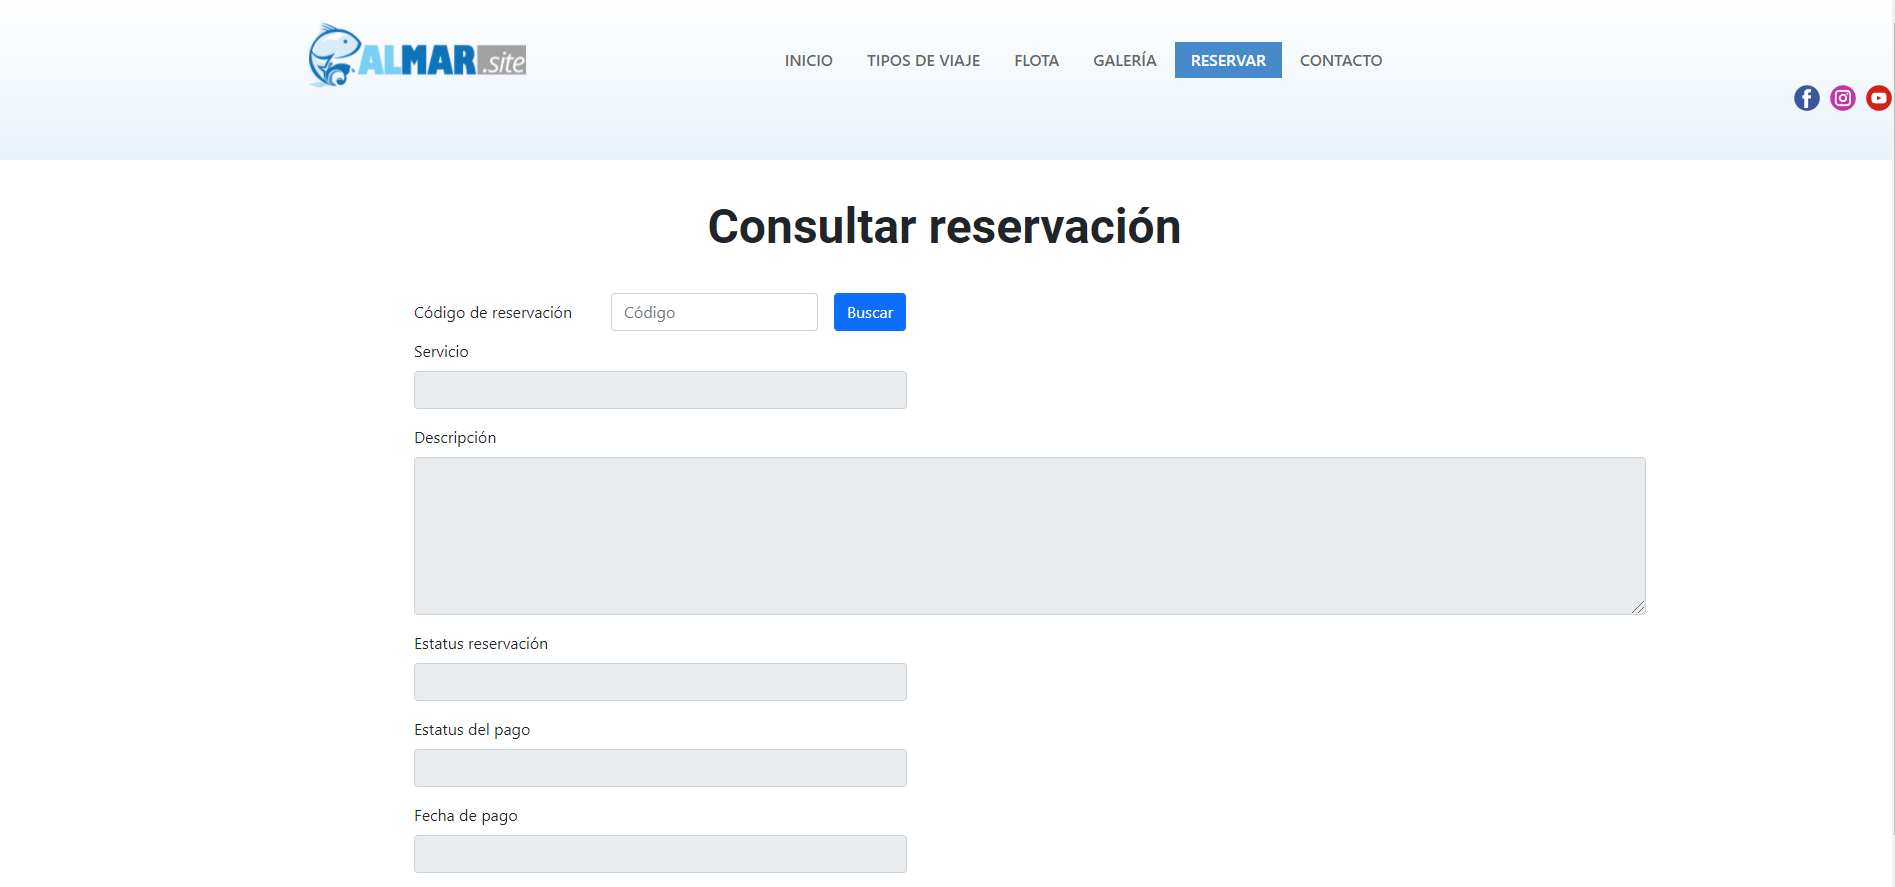 ALMAR.site
INICIO TIPOS DE VIAJE FLOTA GALERÍA RESERVAR CONTACTO
Consultar reservación
Código de reservación Código Buscar
Servicio
Descripción
Estatus reservación
Estatus del pago
Fecha de pago